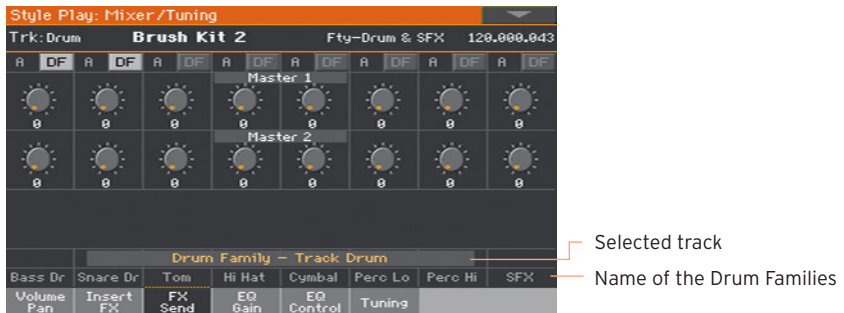 Style Play: Mixer/Tuning
Trk:Drum Brush Kit 2 Fty-Drum & SFX 120.000.043
A DF A DF A DF A DF A DF A DF A DF A DF
Master 1
0 0 0 0 0 0 0 0
Master 2
0 0 0 0 0 0 0 0
Drum Family - Track Drum
Selected track
Bass Dr Snare Dr Tom Hi Hat Cymbal Perc Lo Perc Hi SFX
Name of the Drum Families
Volume Pan Insert FX FX Send EQ Gain EQ Control Tuning